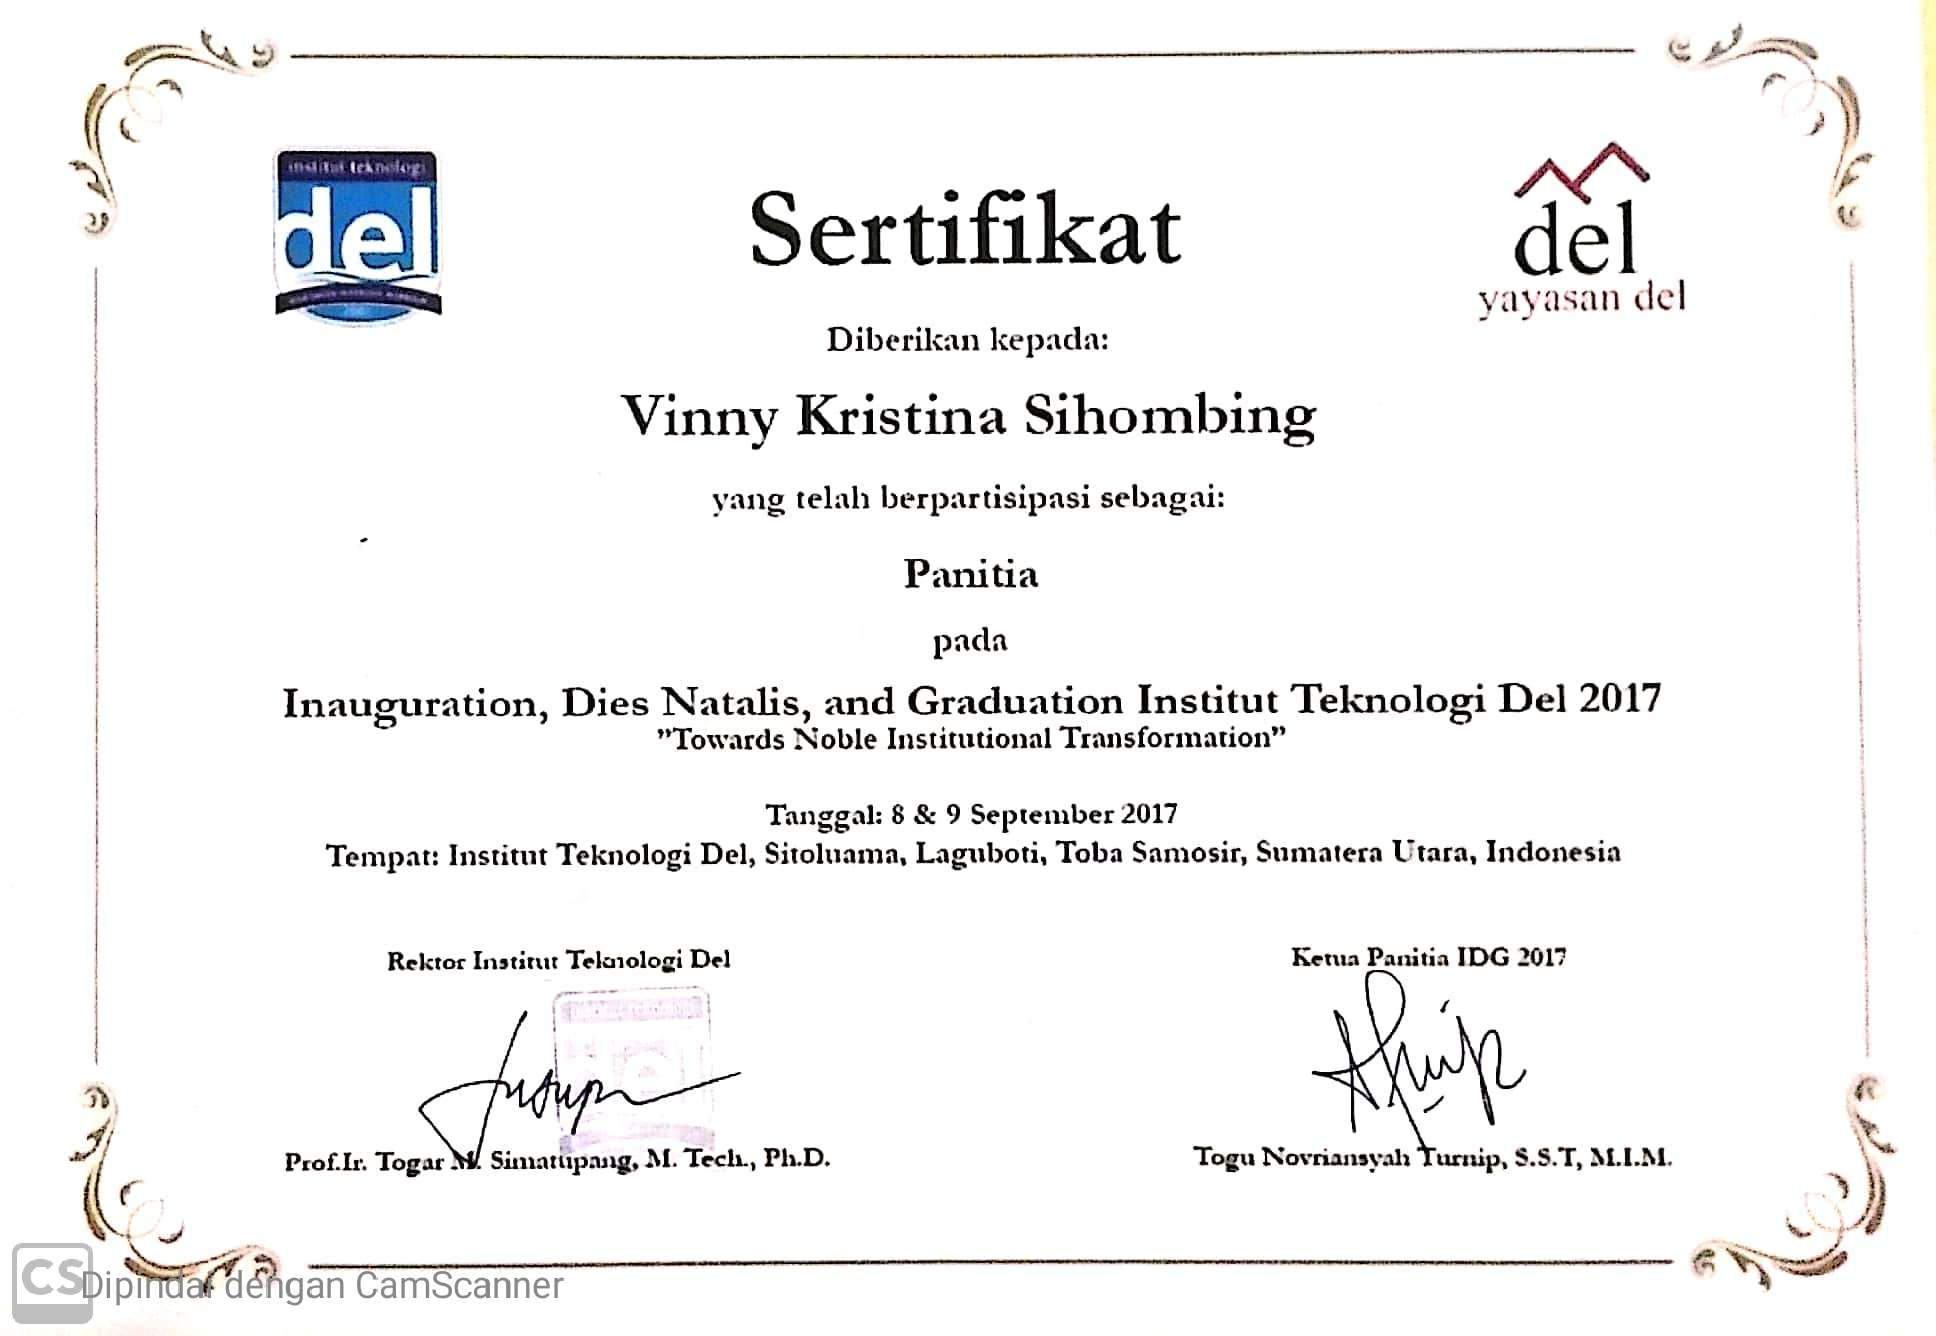 institut teknologi
del
Sertifikat
del
yayasan del
Diberikan kepada:
Vinny Kristina Sihombing
yang telah berpartisipasi sebagai:
Panitia
pada
Inauguration, Dies Natalis, and Graduation Institut Teknologi Del 2017
"Towards Noble Institutional Transformation"
Tanggal: 8 & 9 September 2017
Tempat: Institut Teknologi Del, Sitoluama, Laguboti, Toba Samosir, Sumatera Utara, Indonesia
Rektor Institut Teknologi Del
Ketua Panitia IDG 2017
Prof.Ir. Togar M. Simatupang, M. Tech., Ph.D.
Togu Novriansyah Turnip, S.S.T, M.I.M.
CS Dipindai dengan CamScanner